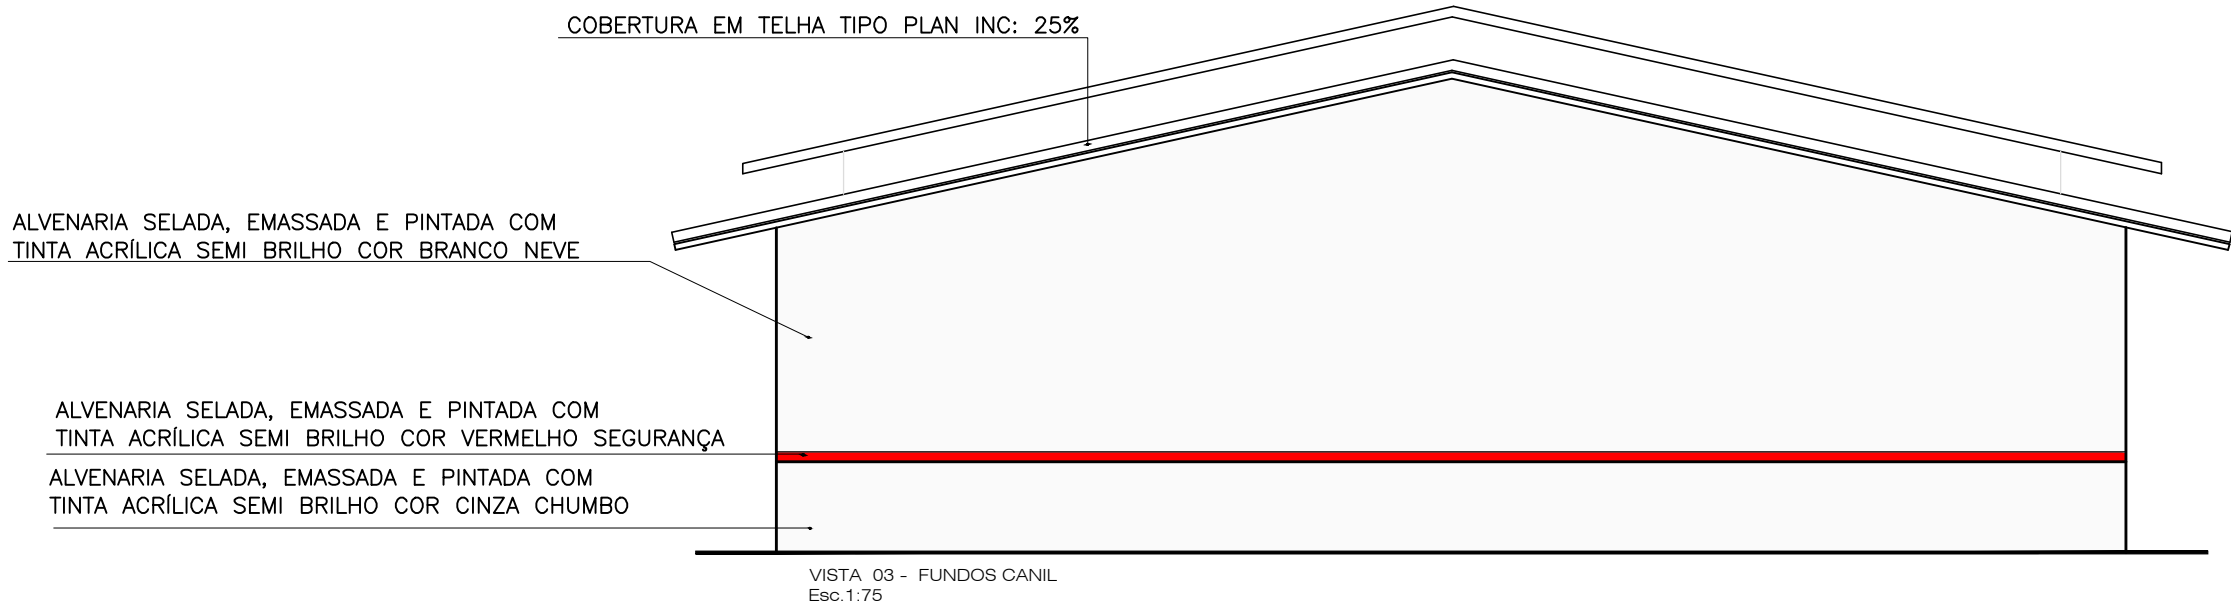 COBERTURA EM TELHA TIPO PLAN INC: 25%
ALVENARIA SELADA, EMASSADA E PINTADA COM
TINTA ACRÍLICA SEMI BRILHO COR BRANCO NEVE
ALVENARIA SELADA, EMASSADA E PINTADA COM
TINTA ACRÍLICA SEMI BRILHO COR VERMELHO SEGURANÇA
ALVENARIA SELADA, EMASSADA E PINTADA COM
TINTA ACRÍLICA SEMI BRILHO COR CINZA CHUMBO
VISTA 03 - FUNDOS CANIL
Esc.1:75